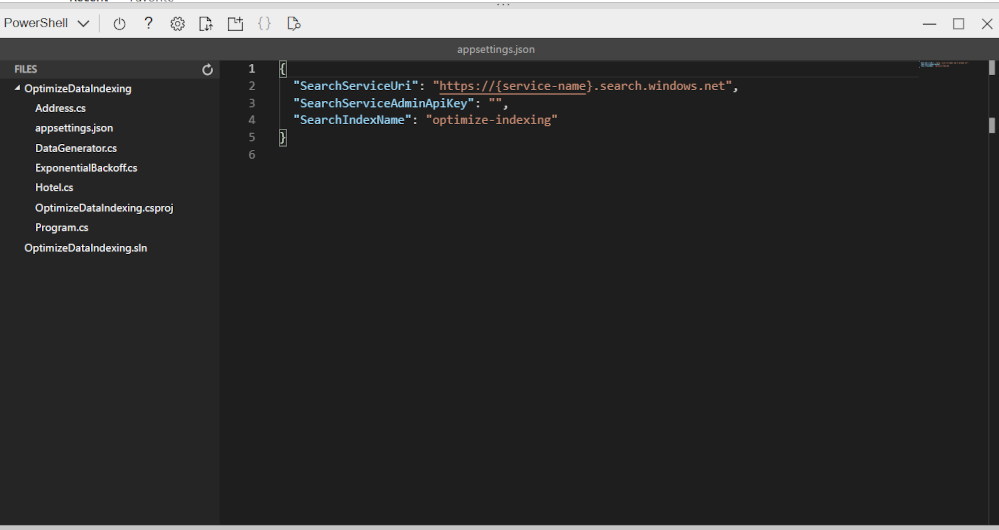 PowerShell
appsettings.json
FILES
OptimizeDataIndexing
Address.cs
appsettings.json
DataGenerator.cs
ExponentialBackoff.cs
Hotel.cs
OptimizeDataIndexing.csproj
Program.cs
OptimizeDataIndexing.sln
1 {
2 "SearchServiceUri": "https://{service-name}.search.windows.net",
3 "SearchServiceAdminApiKey": "",
4 "SearchIndexName": "optimize-indexing"
5 }
6